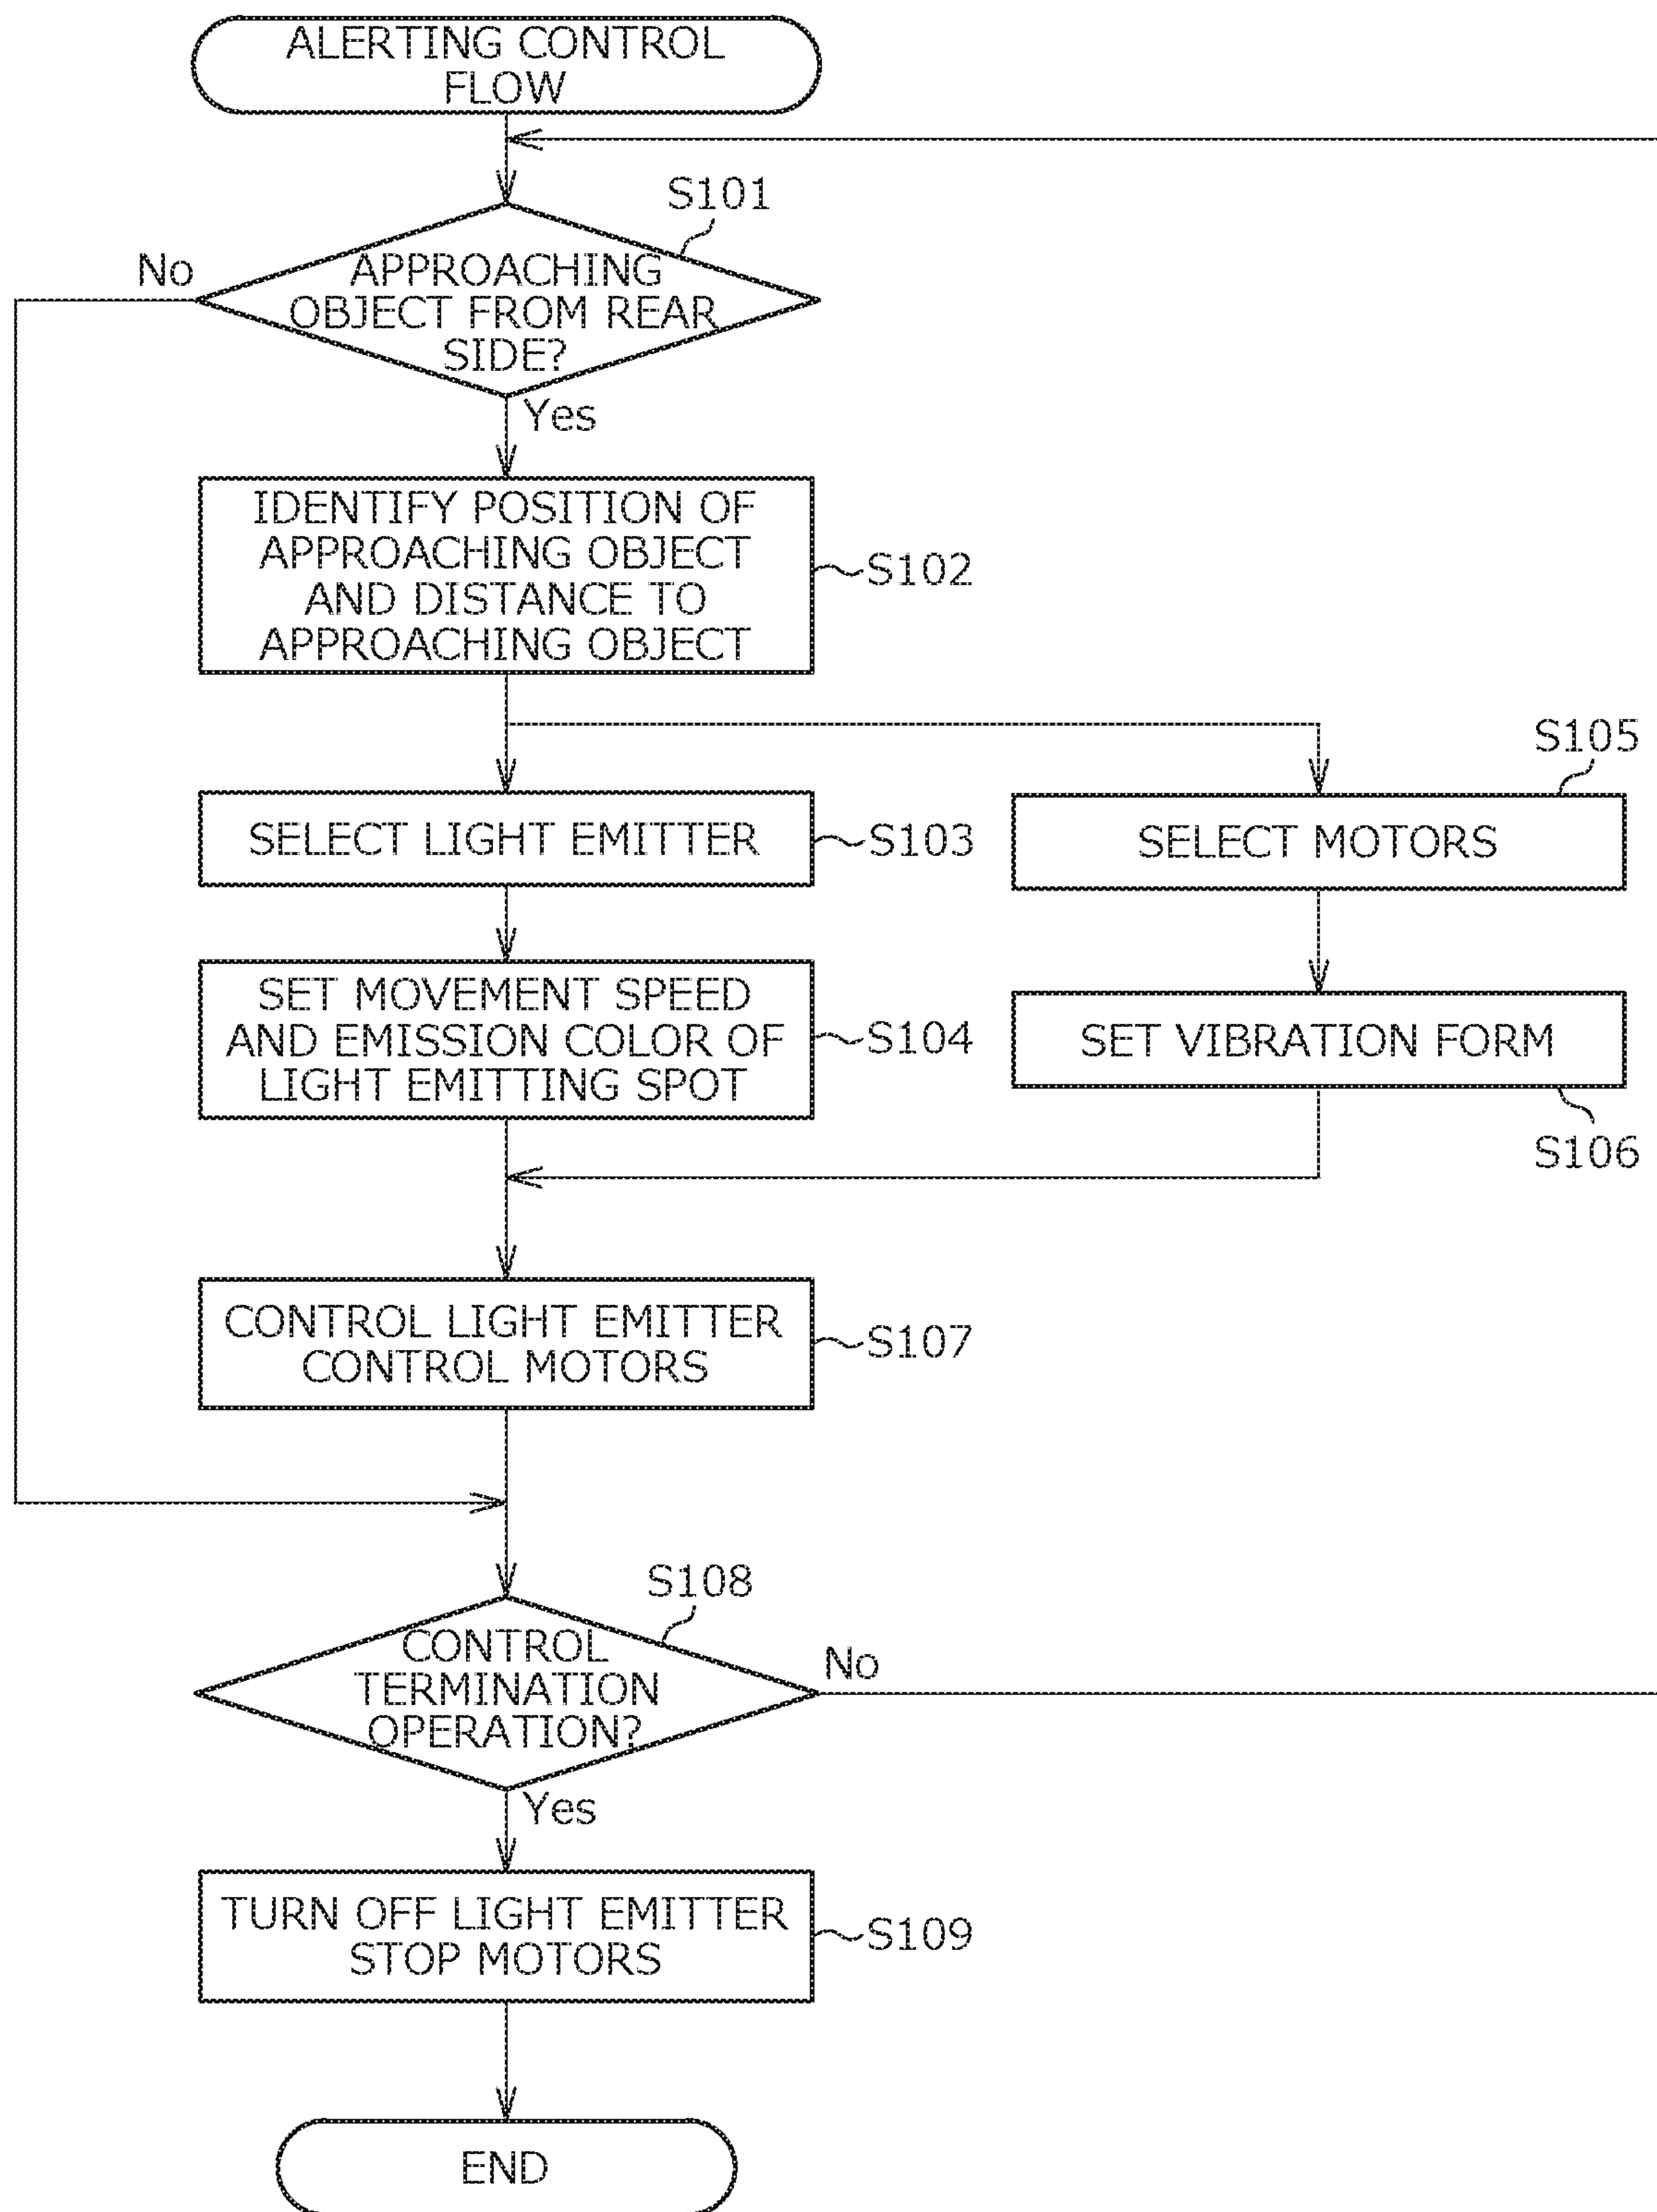 ALERTING CONTROL
FLOW
S101
No
APPROACHING
OBJECT FROM REAR
SIDE?
Yes
IDENTIFY POSITION OF
APPROACHING OBJECT
AND DISTANCE TO
APPROACHING OBJECT
S102
S105
SELECT LIGHT EMITTER
S103
SELECT MOTORS
SET MOVEMENT SPEED
AND EMISSION COLOR OF
LIGHT EMITTING SPOT
S104
SET VIBRATION FORM
S106
CONTROL LIGHT EMITTER
CONTROL MOTORS
S107
S108
CONTROL
TERMINATION
OPERATION?
No
Yes
TURN OFF LIGHT EMITTER
STOP MOTORS
S109
END